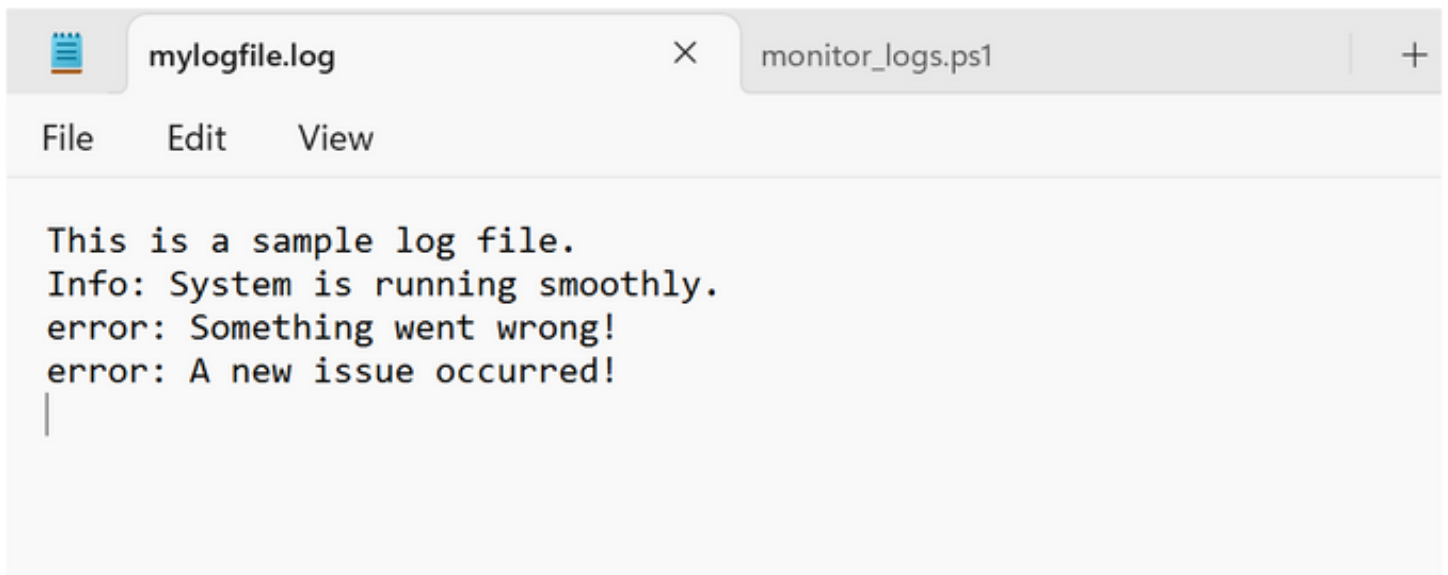 mylogfile.log × monitor_logs.ps1 +
File Edit View
This is a sample log file.
Info: System is running smoothly.
error: Something went wrong!
error: A new issue occurred!